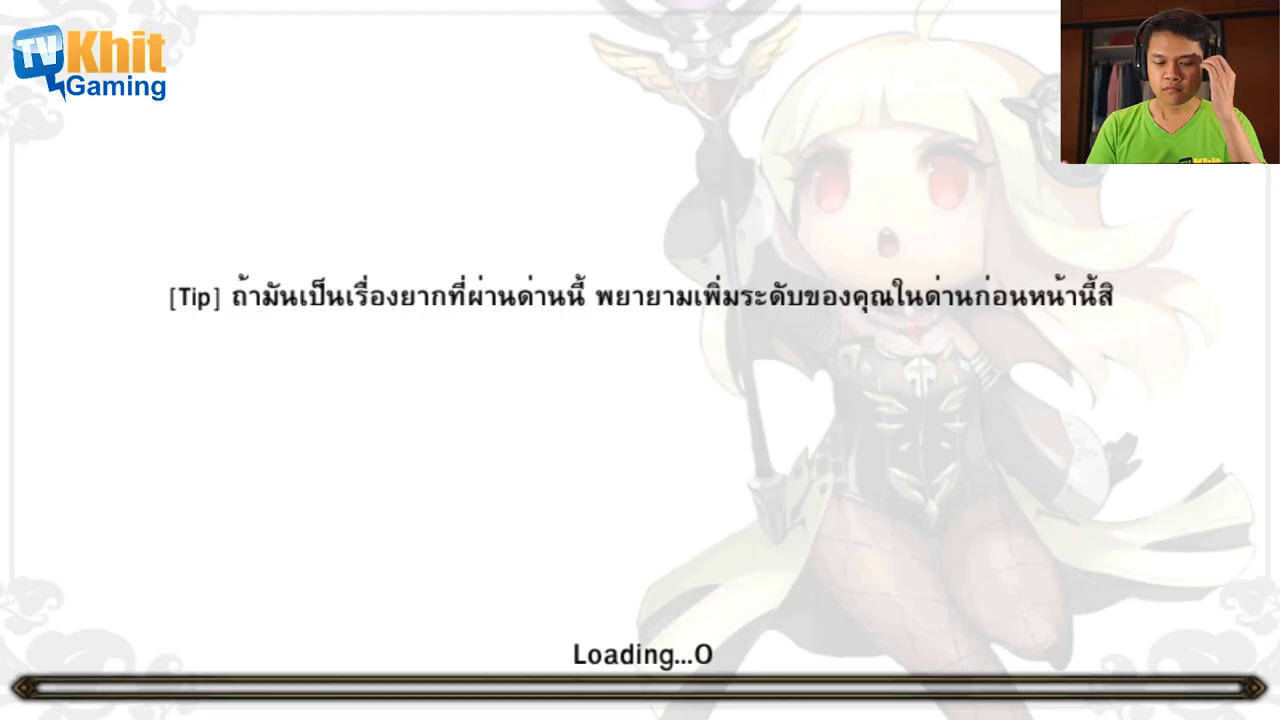 TV Khit
Gaming
[Tip] ถ้ามันเป็นเรื่องยากที่ผ่านด่านนี้ พยายามเพิ่มระดับของคุณในด่านก่อนหน้านี้สิ
Loading...0